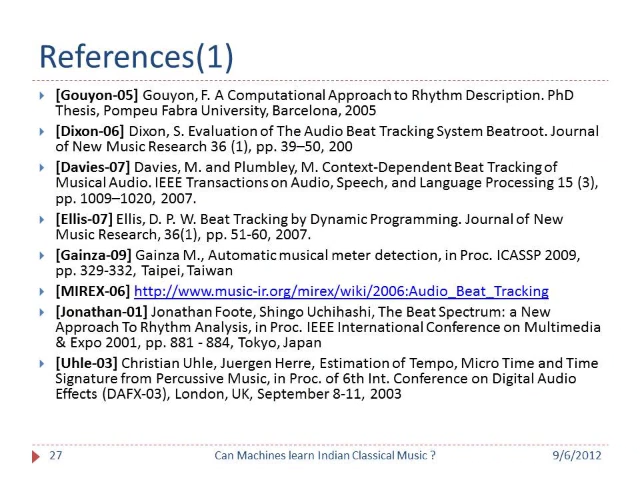 References(1)
[Gouyon-05] Gouyon, F. A Computational Approach to Rhythm Description. PhD
Thesis, Pompeu Fabra University, Barcelona, 2005
[Dixon-06] Dixon, S. Evaluation of The Audio Beat Tracking System Beatroot. Journal
of New Music Research 36 (1), pp. 39–50, 200
[Davies-07] Davies, M. and Plumbley, M. Context-Dependent Beat Tracking of
Musical Audio. IEEE Transactions on Audio, Speech, and Language Processing 15 (3),
pp. 1009–1020, 2007.
[Ellis-07] Ellis, D. P. W. Beat Tracking by Dynamic Programming. Journal of New
Music Research, 36(1), pp. 51-60, 2007.
[Gainza-09] Gainza M., Automatic musical meter detection, in Proc. ICASSP 2009,
pp. 329-332, Taipei, Taiwan
[MIREX-06] http://www.music-ir.org/mirex/wiki/2006:Audio_Beat_Tracking
[Jonathan-01] Jonathan Foote, Shingo Uchihashi, The Beat Spectrum: a New
Approach To Rhythm Analysis, in Proc. IEEE International Conference on Multimedia
& Expo 2001, pp. 881 - 884, Tokyo, Japan
[Uhle-03] Christian Uhle, Juergen Herre, Estimation of Tempo, Micro Time and Time
Signature from Percussive Music, in Proc. of 6th Int. Conference on Digital Audio
Effects (DAFX-03), London, UK, September 8-11, 2003
27 Can Machines learn Indian Classical Music ? 9/6/2012